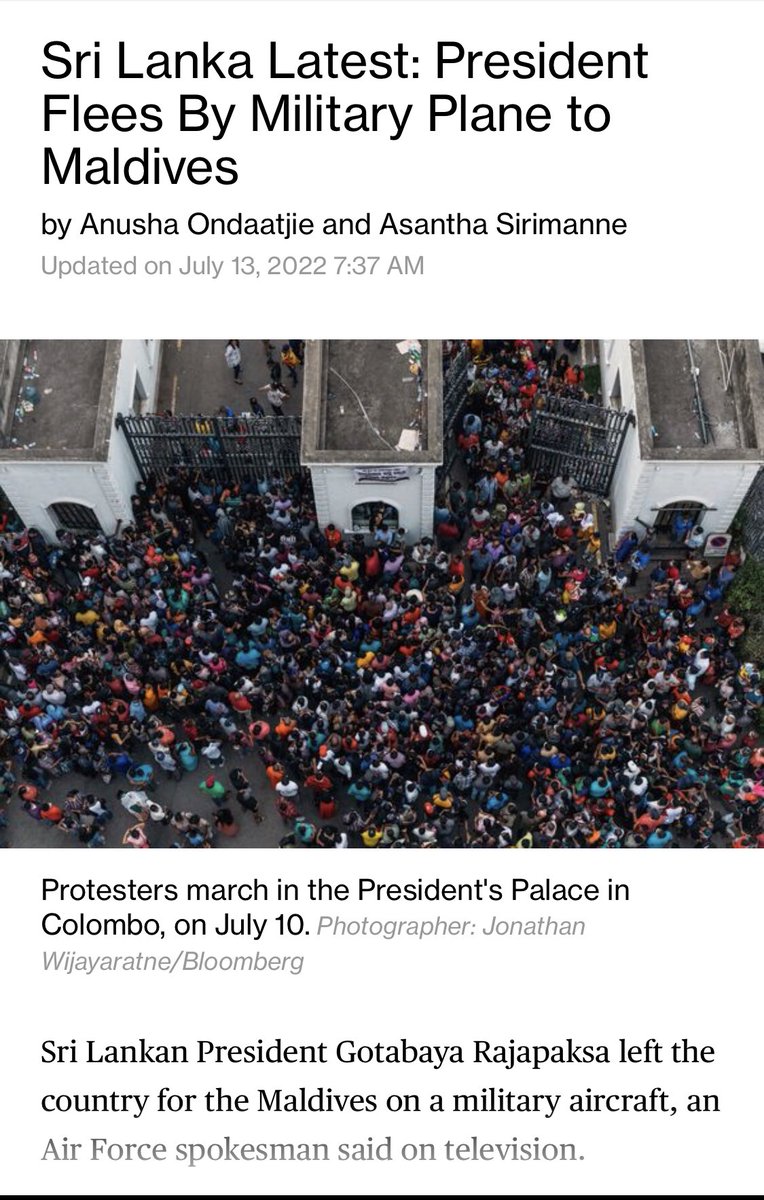 Sri Lanka Latest: President
Flees By Military Plane to
Maldives
by Anusha Ondaatjie and Asantha Sirimanne
Updated on July 13, 2022 7:37 AM
Protesters march in the President's Palace in
Colombo, on July 10. Photographer: Jonathan
Wijayaratne/Bloomberg
Sri Lankan President Gotabaya Rajapaksa left the
country for the Maldives on a military aircraft, an
Air Force spokesman said on television.